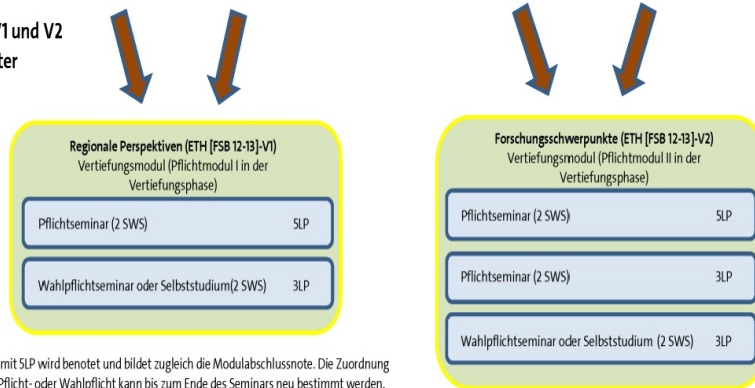 V1 und V2
Regionale Perspektiven (ETH [FSB 12-13]-V1)
Vertiefungsmodul (Pflichtmodul I in der
Vertiefungsphase)
Pflichtseminar (2 SWS) 5LP
Wahlpflichtseminar oder Selbststudium(2 SWS) 3LP
Forschungsschwerpunkte (ETH [FSB 12-13]-V2)
Vertiefungsmodul (Pflichtmodul II in der
Vertiefungsphase)
Pflichtseminar (2 SWS) 5LP
Pflichtseminar (2 SWS) 3LP
Wahlpflichtseminar oder Selbststudium (2 SWS) 3LP
mit 5LP wird benotet und bildet zugleich die Modulabschlussnote. Die Zuordnung
Pflicht- oder Wahlpflicht kann bis zum Ende des Seminars neu bestimmt werden.